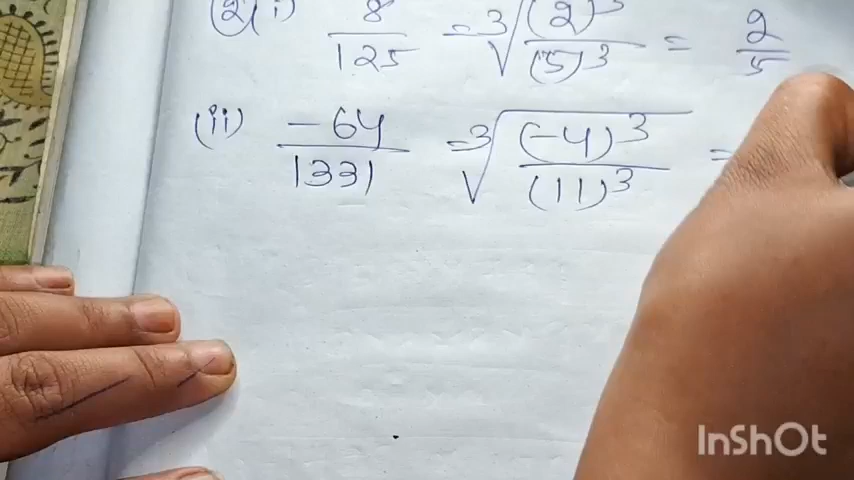 (2) (i) 8/125 = ∛(2)³/(5)³ = 2/5
(ii) -64/1331 = ∛(-4)³/(11)³ =
InShOt